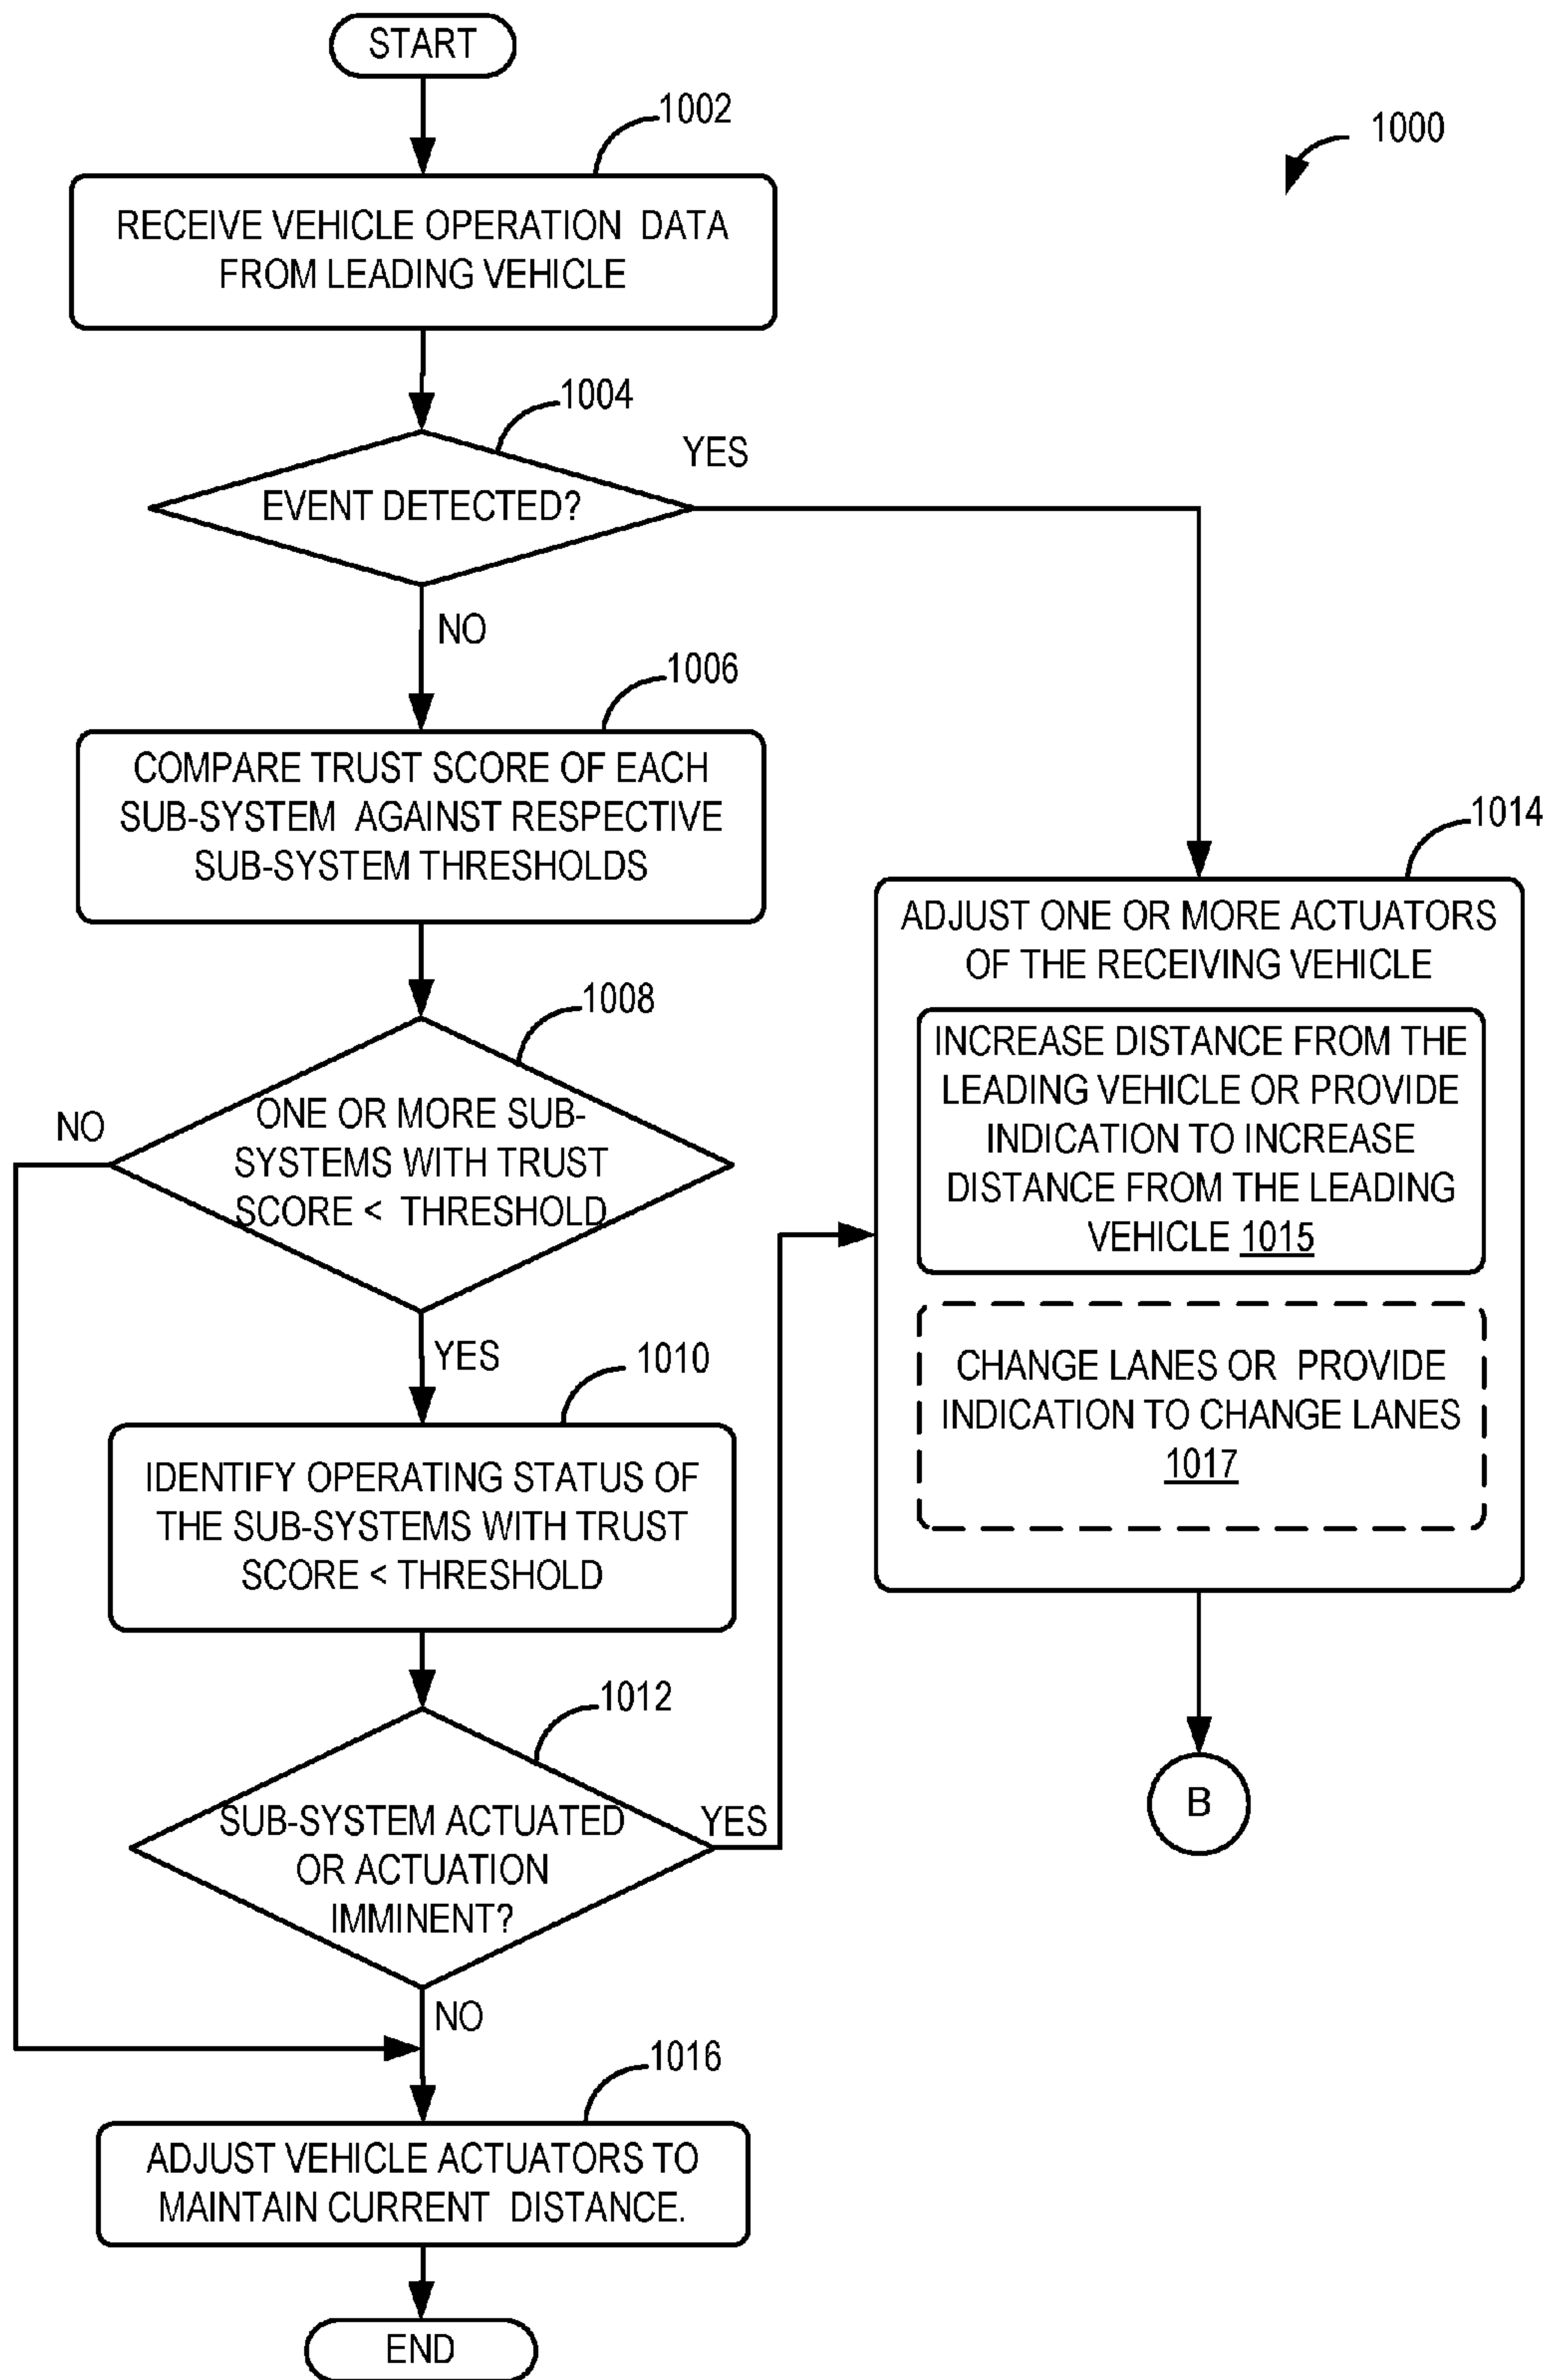 START
1002
1000
RECEIVE VEHICLE OPERATION DATA
FROM LEADING VEHICLE
1004
YES
EVENT DETECTED?
NO
1006
COMPARE TRUST SCORE OF EACH
SUB-SYSTEM AGAINST RESPECTIVE
SUB-SYSTEM THRESHOLDS
1008
NO
ONE OR MORE SUB-
SYSTEMS WITH TRUST
SCORE < THRESHOLD
YES
1010
IDENTIFY OPERATING STATUS OF
THE SUB-SYSTEMS WITH TRUST
SCORE < THRESHOLD
1012
SUB-SYSTEM ACTUATED
OR ACTUATION
IMMINENT?
YES
NO
1014
ADJUST ONE OR MORE ACTUATORS
OF THE RECEIVING VEHICLE
INCREASE DISTANCE FROM THE
LEADING VEHICLE OR PROVIDE
INDICATION TO INCREASE
DISTANCE FROM THE LEADING
VEHICLE 1015
CHANGE LANES OR PROVIDE
INDICATION TO CHANGE LANES
1017
B
1016
ADJUST VEHICLE ACTUATORS TO
MAINTAIN CURRENT DISTANCE.
END